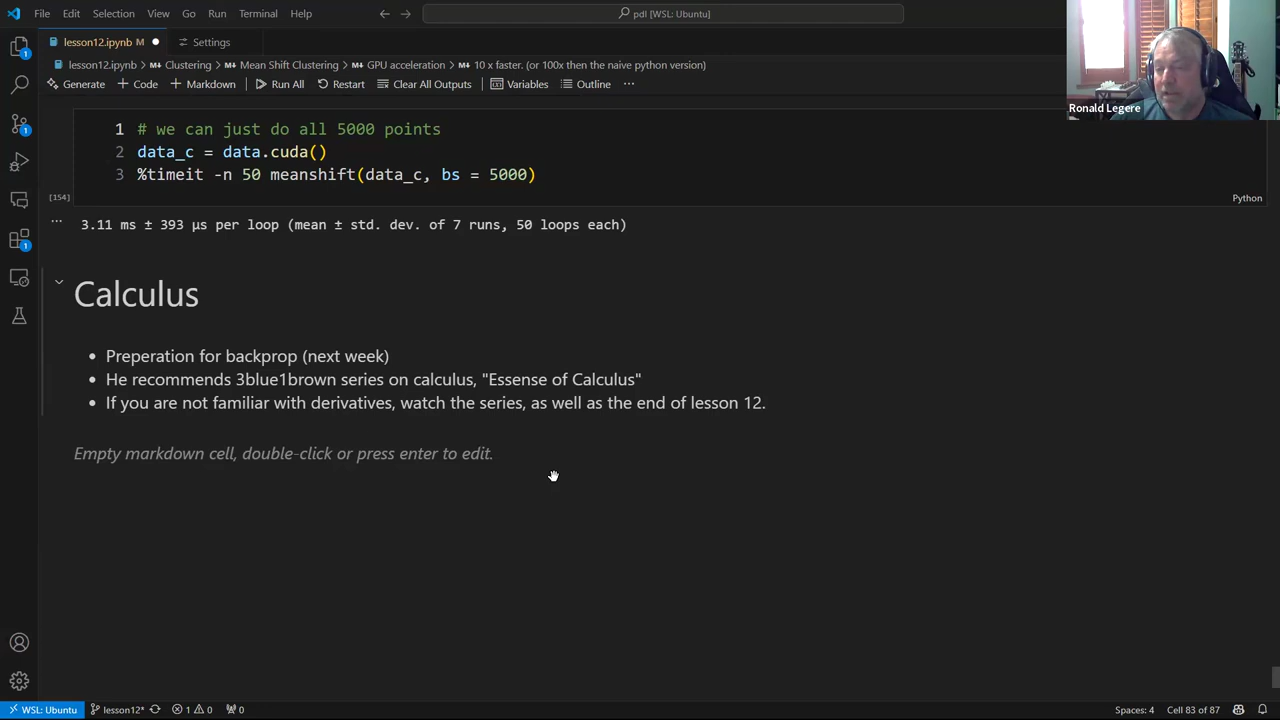 File Edit Selection View Go Run Terminal Help
pdl [WSL: Ubuntu]
lesson12.ipynb M
Settings
lesson12.ipynb > Clustering > Mean Shift Clustering > GPU acceleration > 10 x faster. (or 100x then the naive python version)
Generate + Code + Markdown Run All Restart Clear All Outputs Variables Outline ...
Ronald Legere
1 # we can just do all 5000 points
2 data_c = data.cuda()
3 %timeit -n 50 meanshift(data_c, bs = 5000)
[154]
Python
... 3.11 ms ± 393 µs per loop (mean ± std. dev. of 7 runs, 50 loops each)
Calculus
• Preperation for backprop (next week)
• He recommends 3blue1brown series on calculus, "Essense of Calculus"
• If you are not familiar with derivatives, watch the series, as well as the end of lesson 12.
Empty markdown cell, double-click or press enter to edit.
WSL: Ubuntu lesson12* 1 0 0
Spaces: 4 Cell 83 of 87